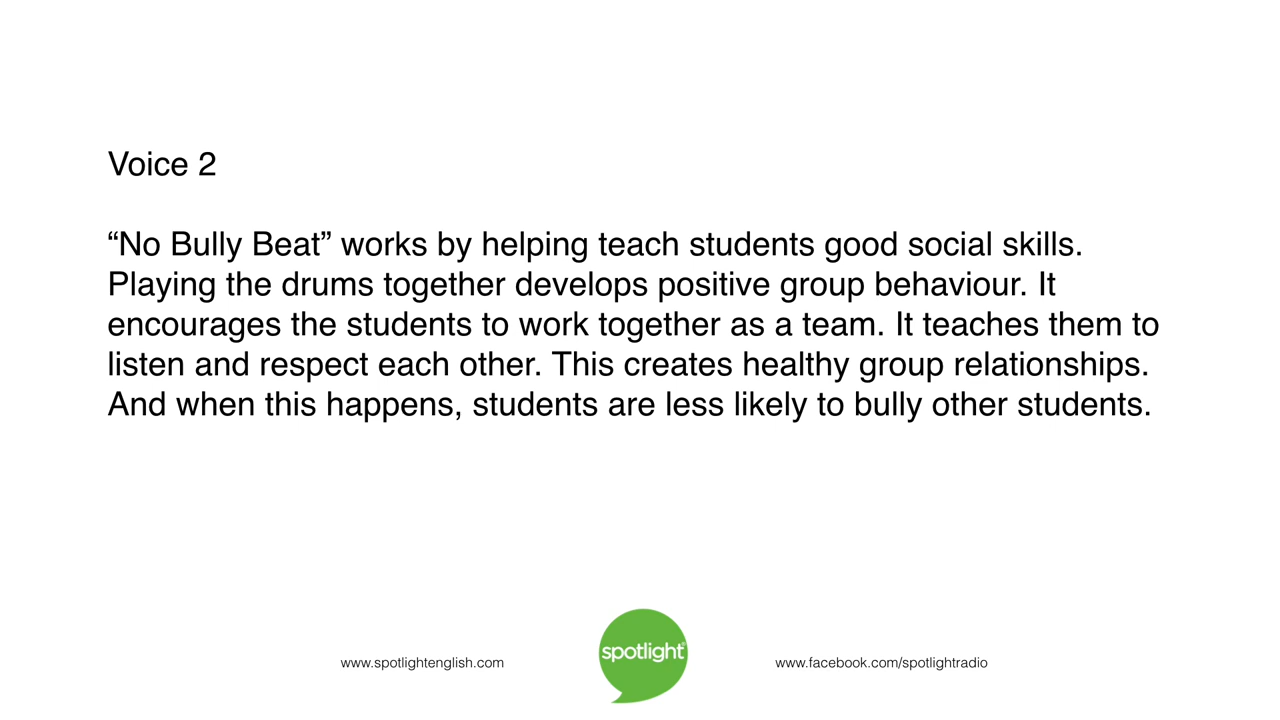 Voice 2
“No Bully Beat” works by helping teach students good social skills.
Playing the drums together develops positive group behaviour. It
encourages the students to work together as a team. It teaches them to
listen and respect each other. This creates healthy group relationships.
And when this happens, students are less likely to bully other students.
www.spotlightenglish.com
spotlight®
www.facebook.com/spotlightradio